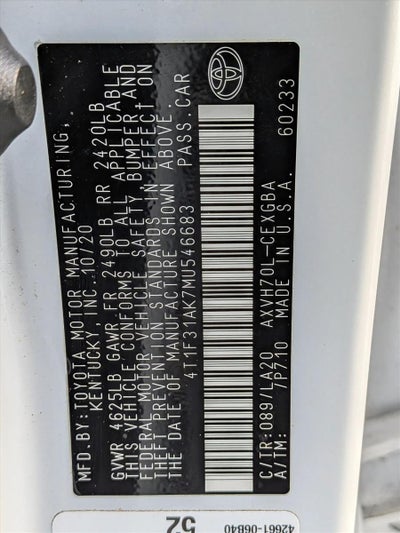 MFD. BY: TOYOTA MOTOR MANUFACTURING,
KENTUCKY, INC. 10/20
GVWR 4625LB GAWR FR 2490LB RR 2420LB
THIS VEHICLE CONFORMS TO ALL APPLICABLE
FEDERAL MOTOR VEHICLE SAFETY, BUMPER AND
THEFT PREVENTION STANDARDS IN EFFECT ON
THE DATE OF MANUFACTURE SHOWN ABOVE.
4T1F31AK7MU546683 PASS.CAR
C/TR:089/LA20 AXVH70L-CEXGBA
A/TM: /P710 MADE IN U.S.A. 60233
52
42661-06B40